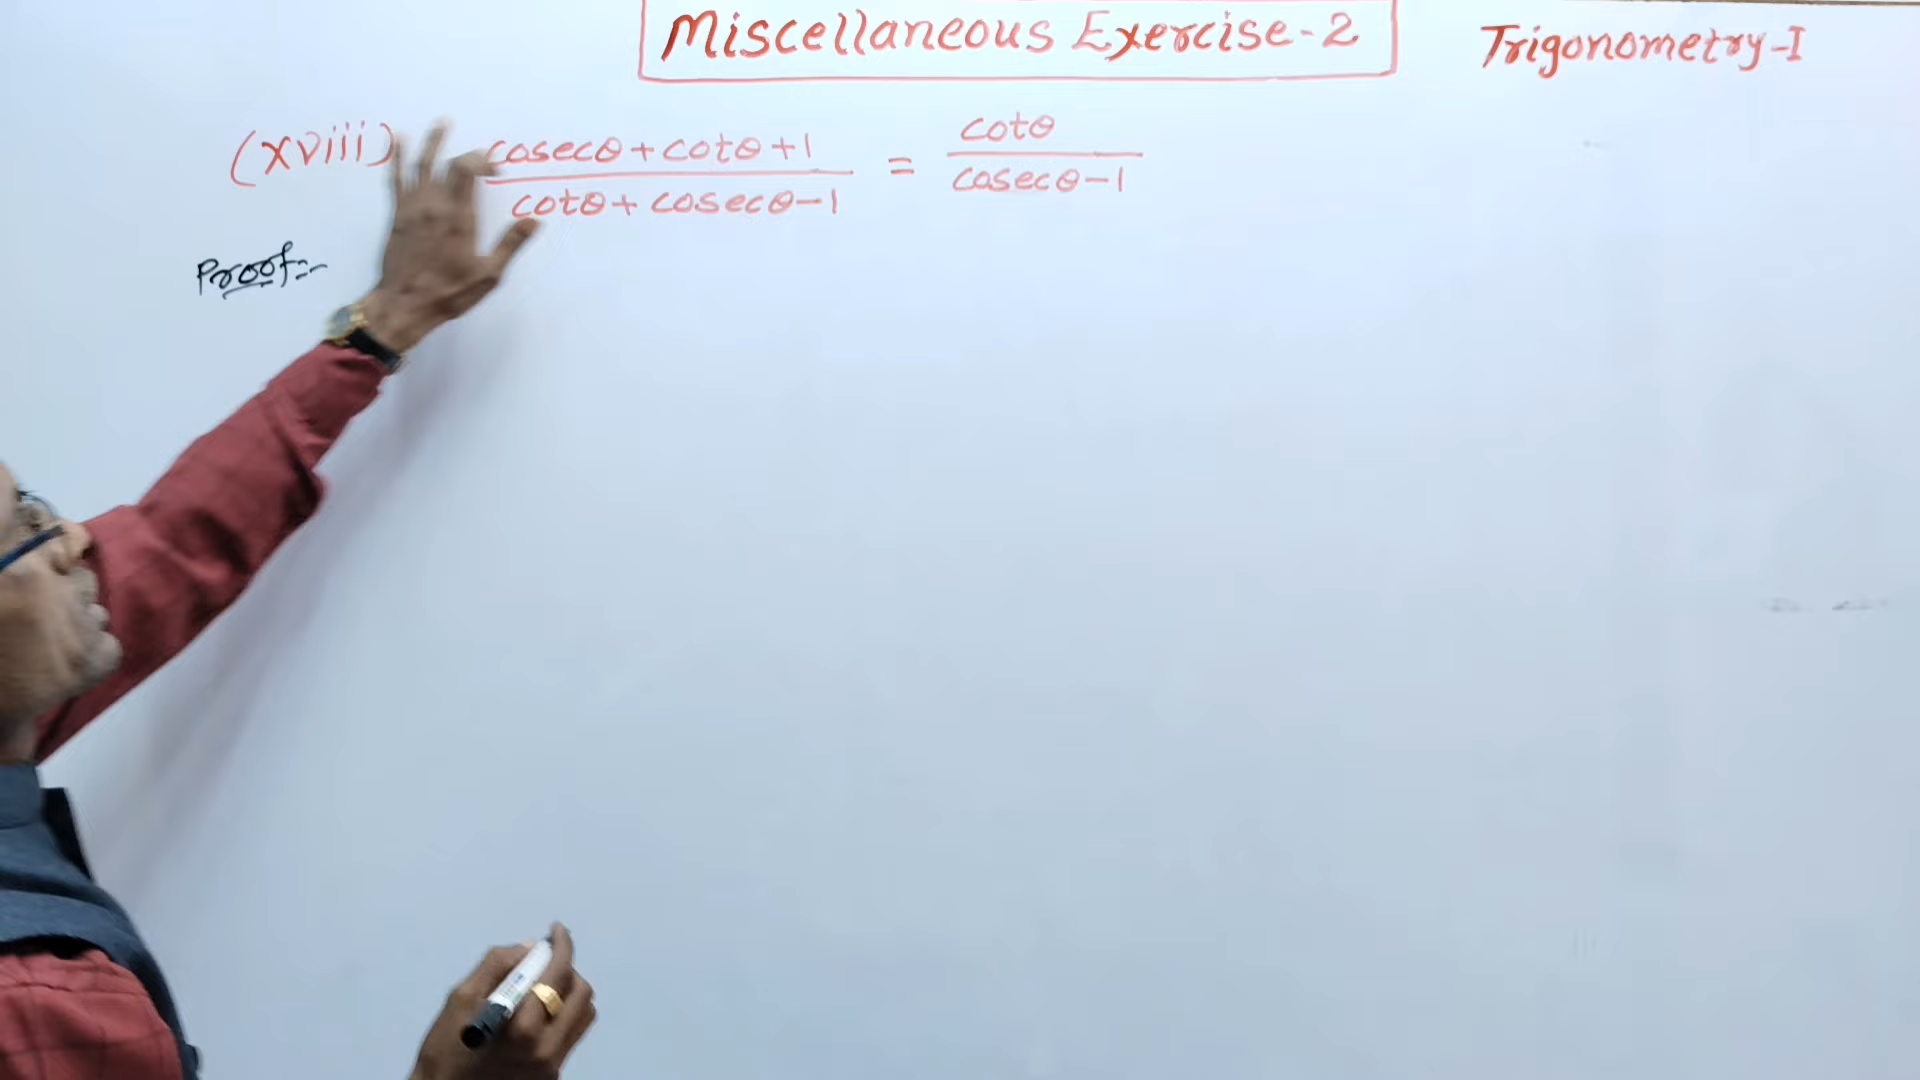 Miscellaneous Exercise-2
Trigonometry-I
(xviii) cosecθ+cotθ+1 / cotθ+cosecθ-1 = cotθ / cosecθ-1
Proof:-